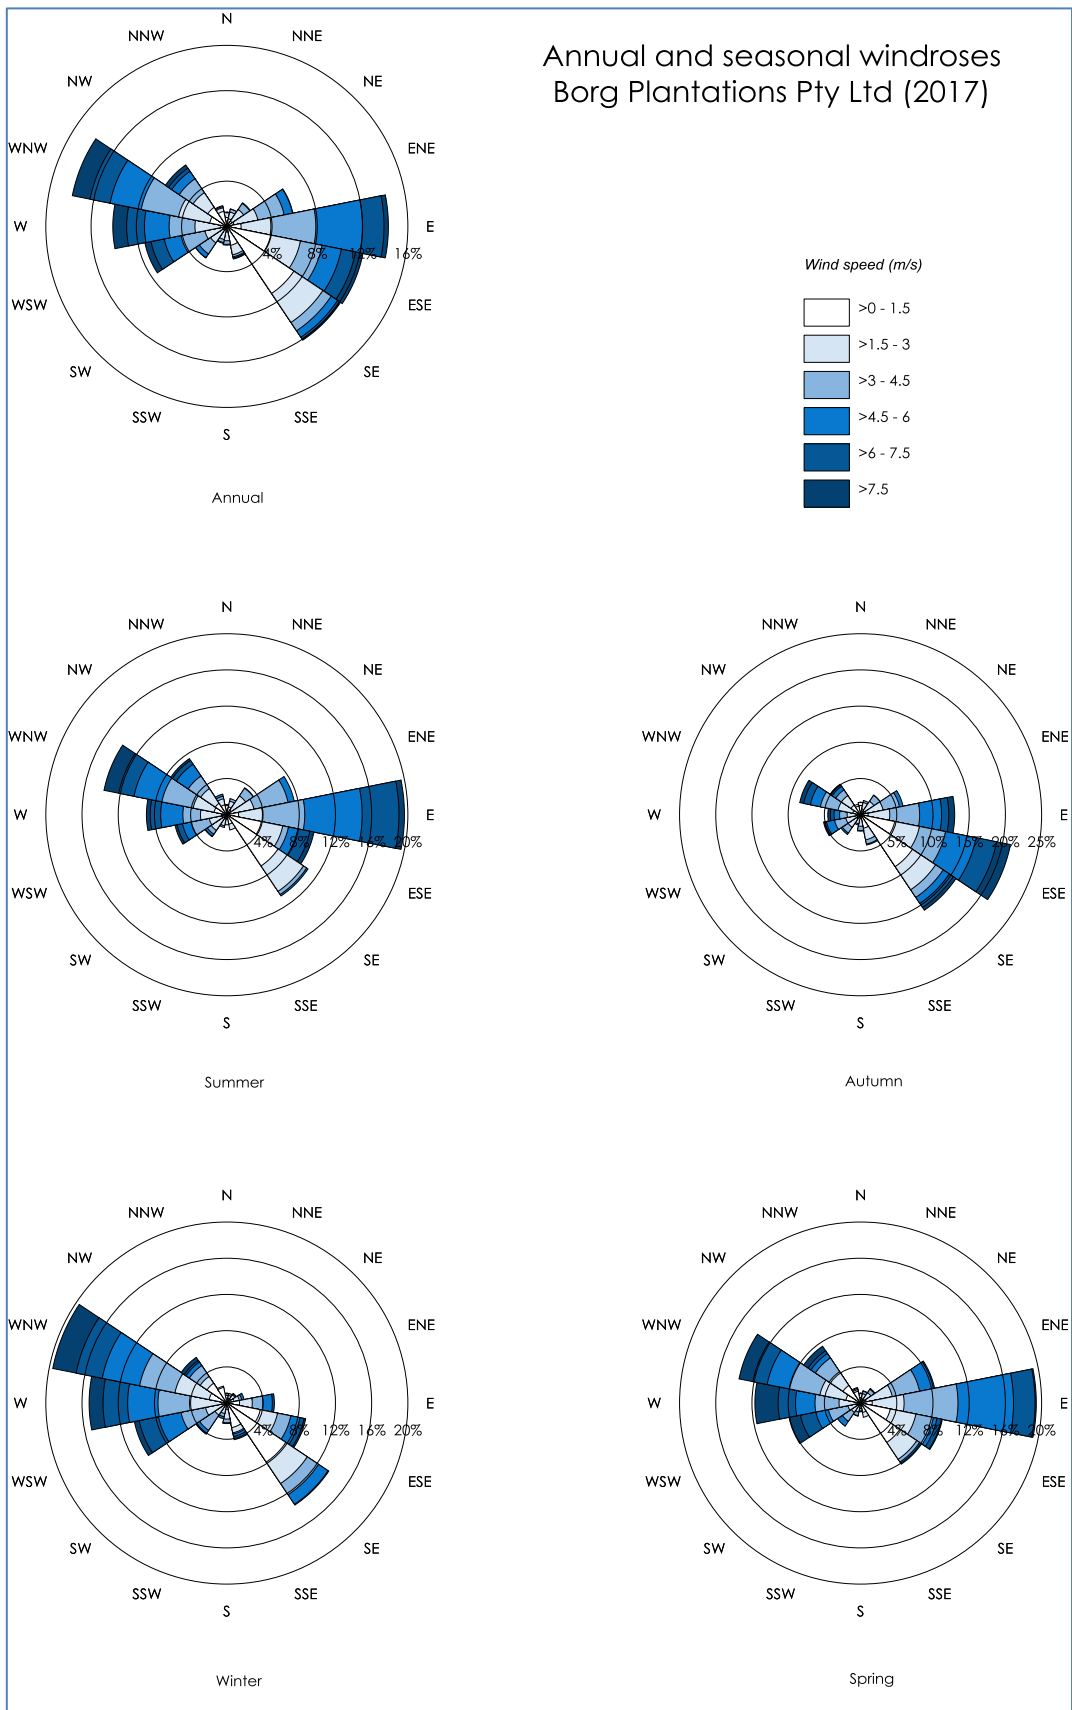 Annual and seasonal windroses
Borg Plantations Pty Ltd (2017)
N
NNW
NNE
NW
NE
WNW
ENE
W
E
4% 8% 12% 16%
WSW
ESE
SW
SE
SSW
SSE
S
Annual
Wind speed (m/s)
>0 - 1.5
>1.5 - 3
>3 - 4.5
>4.5 - 6
>6 - 7.5
>7.5
N
NNW
NNE
NW
NE
WNW
ENE
W
E
4% 8% 12% 16% 20%
WSW
ESE
SW
SE
SSW
SSE
S
Summer
N
NNW
NNE
NW
NE
WNW
ENE
W
E
5% 10% 15% 20% 25%
WSW
ESE
SW
SE
SSW
SSE
S
Autumn
N
NNW
NNE
NW
NE
WNW
ENE
W
E
4% 8% 12% 16% 20%
WSW
ESE
SW
SE
SSW
SSE
S
Winter
N
NNW
NNE
NW
NE
WNW
ENE
W
E
4% 8% 12% 16% 20%
WSW
ESE
SW
SE
SSW
SSE
S
Spring